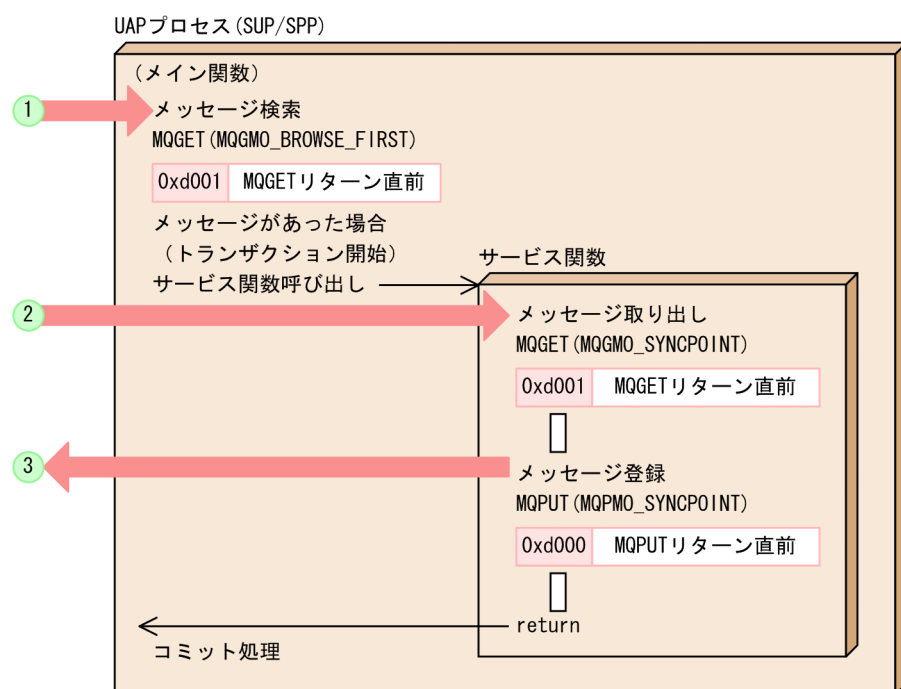 UAPプロセス(SUP/SPP)
(メイン関数)
1
メッセージ検索
MQGET(MQGMO_BROWSE_FIRST)
0xd001 MQGETリターン直前
メッセージがあった場合
(トランザクション開始)
サービス関数呼び出し
サービス関数
2
メッセージ取り出し
MQGET(MQGMO_SYNCPOINT)
0xd001 MQGETリターン直前
3
メッセージ登録
MQPUT(MQPMO_SYNCPOINT)
0xd000 MQPUTリターン直前
return
コミット処理